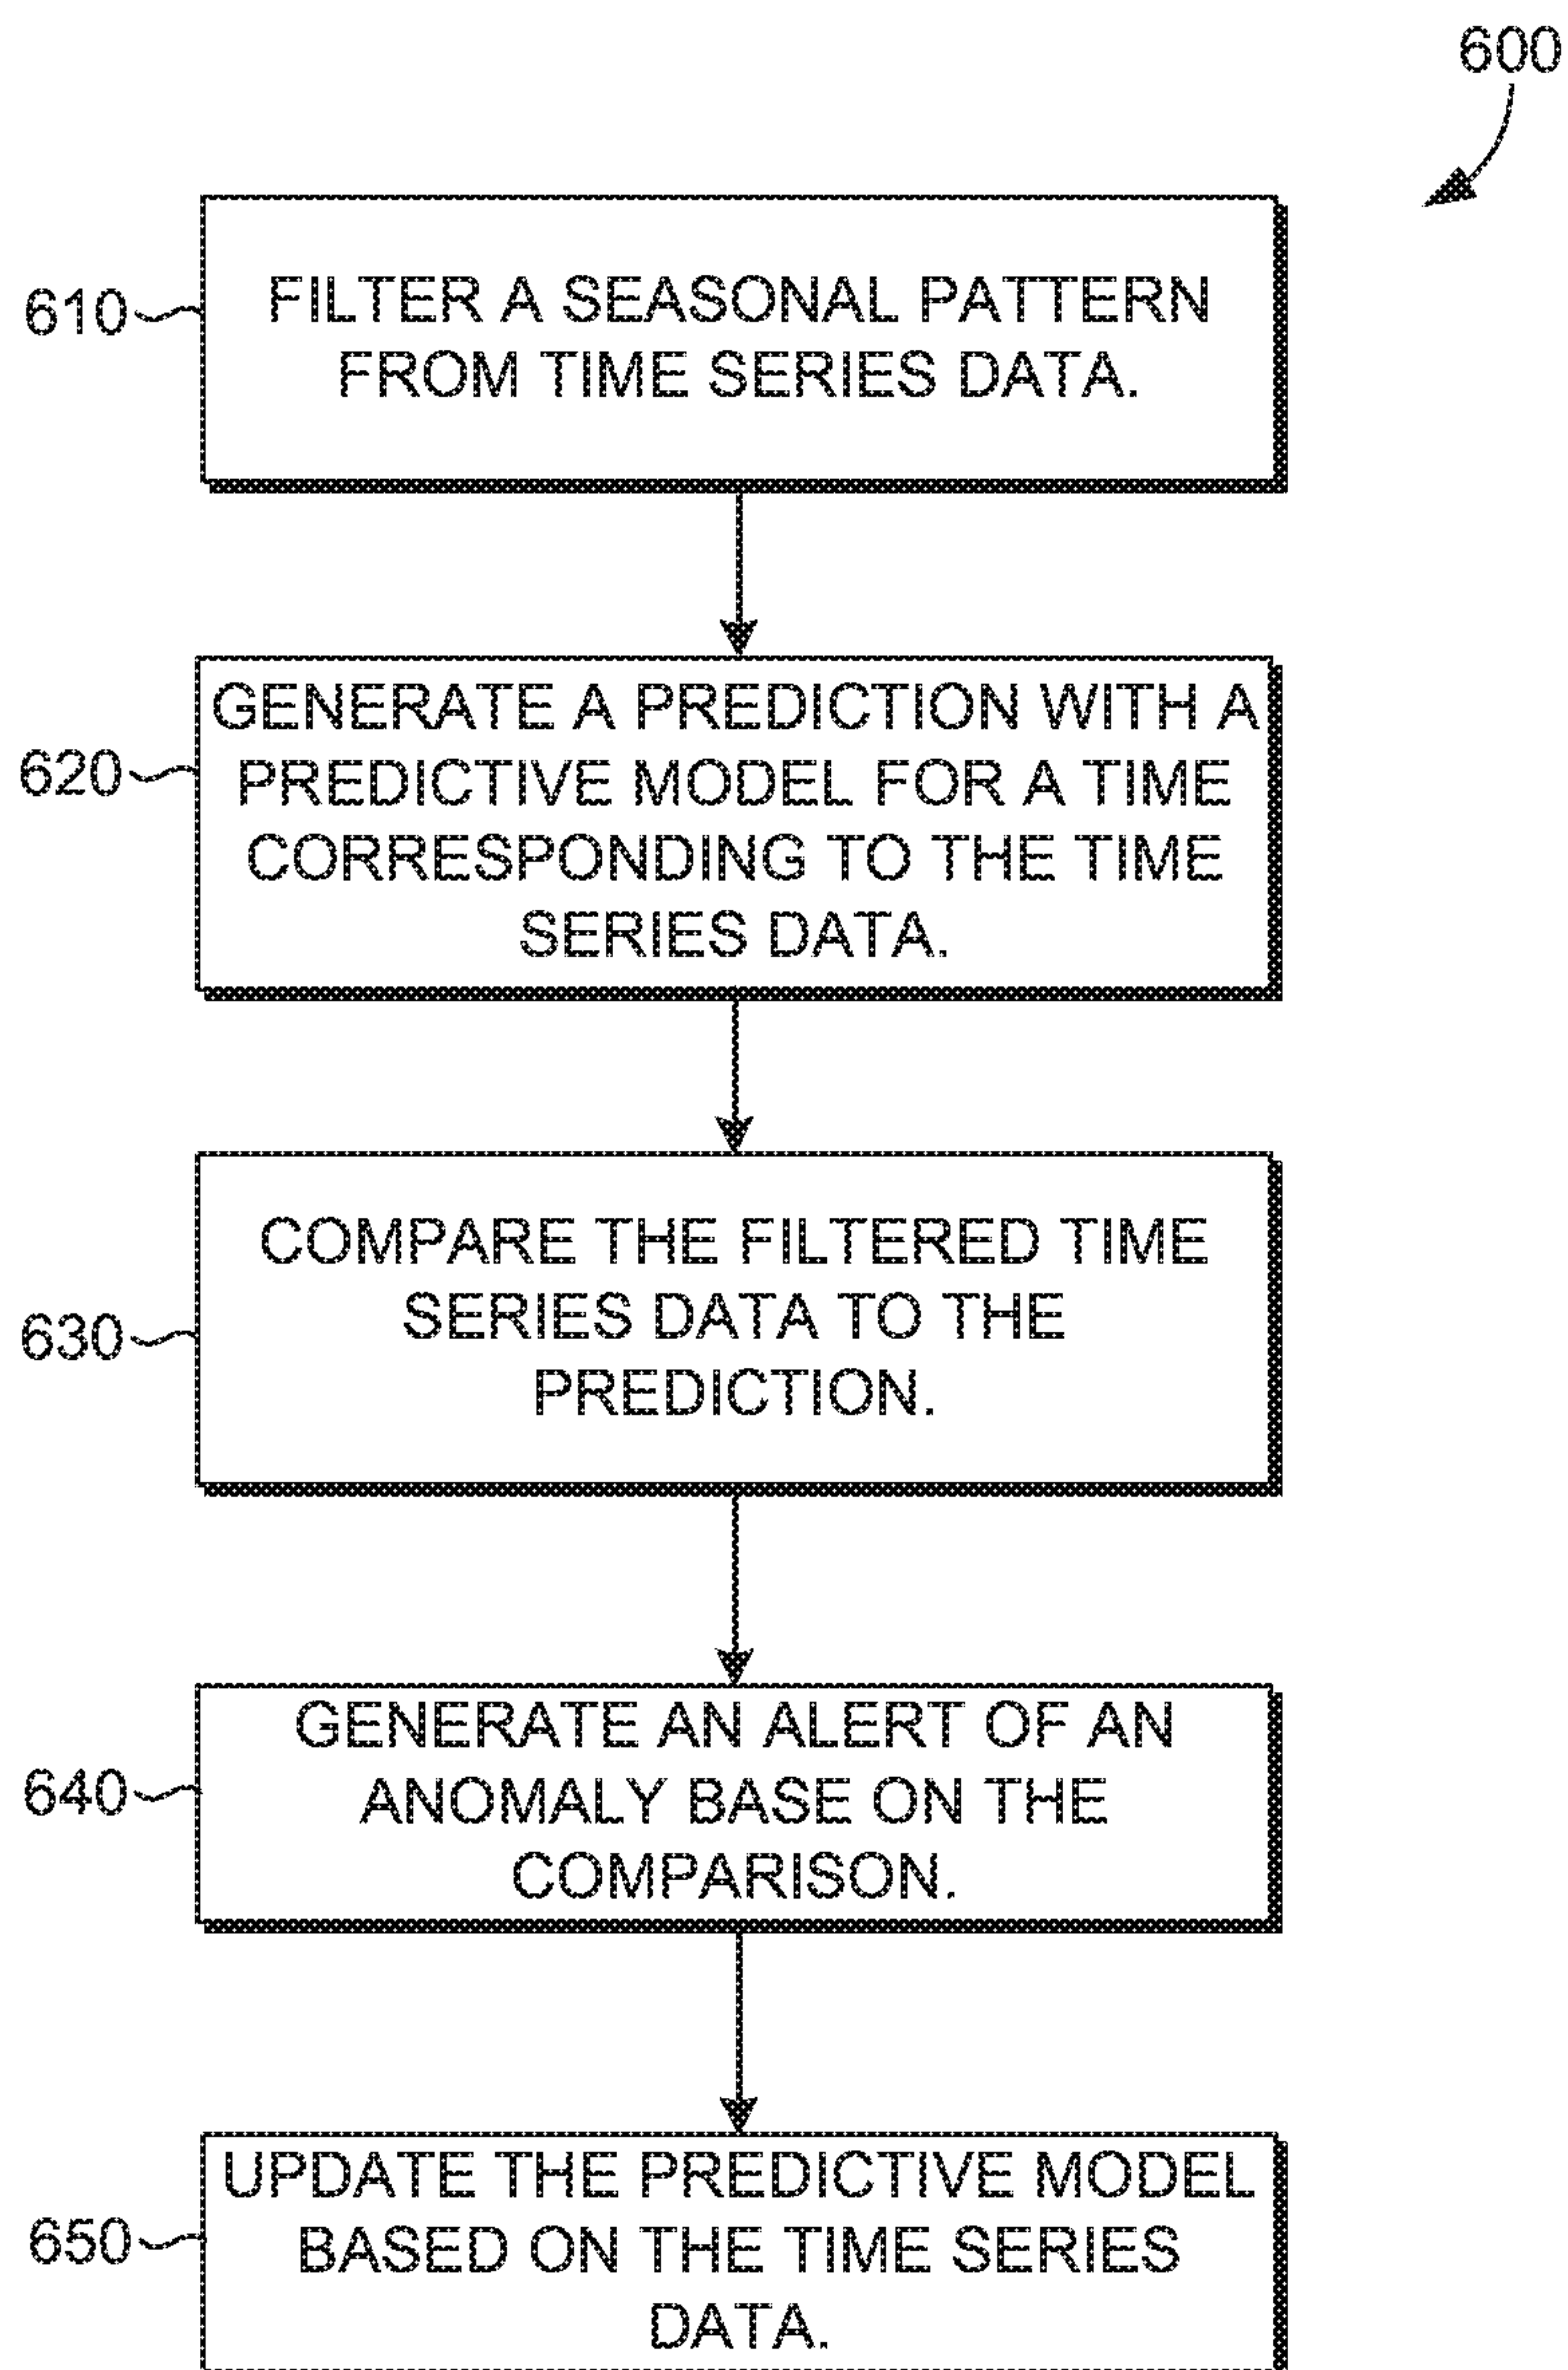 600
610
FILTER A SEASONAL PATTERN
FROM TIME SERIES DATA.
620
GENERATE A PREDICTION WITH A
PREDICTIVE MODEL FOR A TIME
CORRESPONDING TO THE TIME
SERIES DATA.
630
COMPARE THE FILTERED TIME
SERIES DATA TO THE
PREDICTION.
640
GENERATE AN ALERT OF AN
ANOMALY BASE ON THE
COMPARISON.
650
UPDATE THE PREDICTIVE MODEL
BASED ON THE TIME SERIES
DATA.